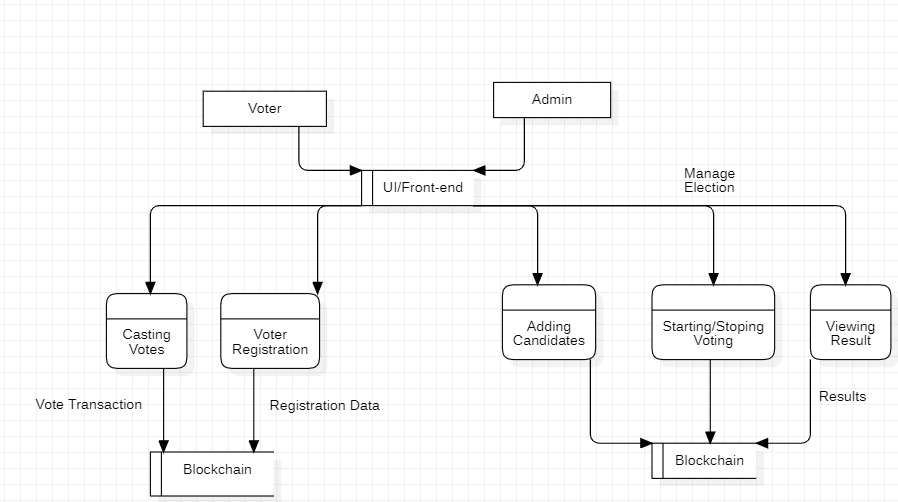 Voter
Admin
UI/Front-end
Manage
Election
Casting
Votes
Voter
Registration
Adding
Candidates
Starting/Stoping
Voting
Viewing
Result
Vote Transaction
Registration Data
Results
Blockchain
Blockchain